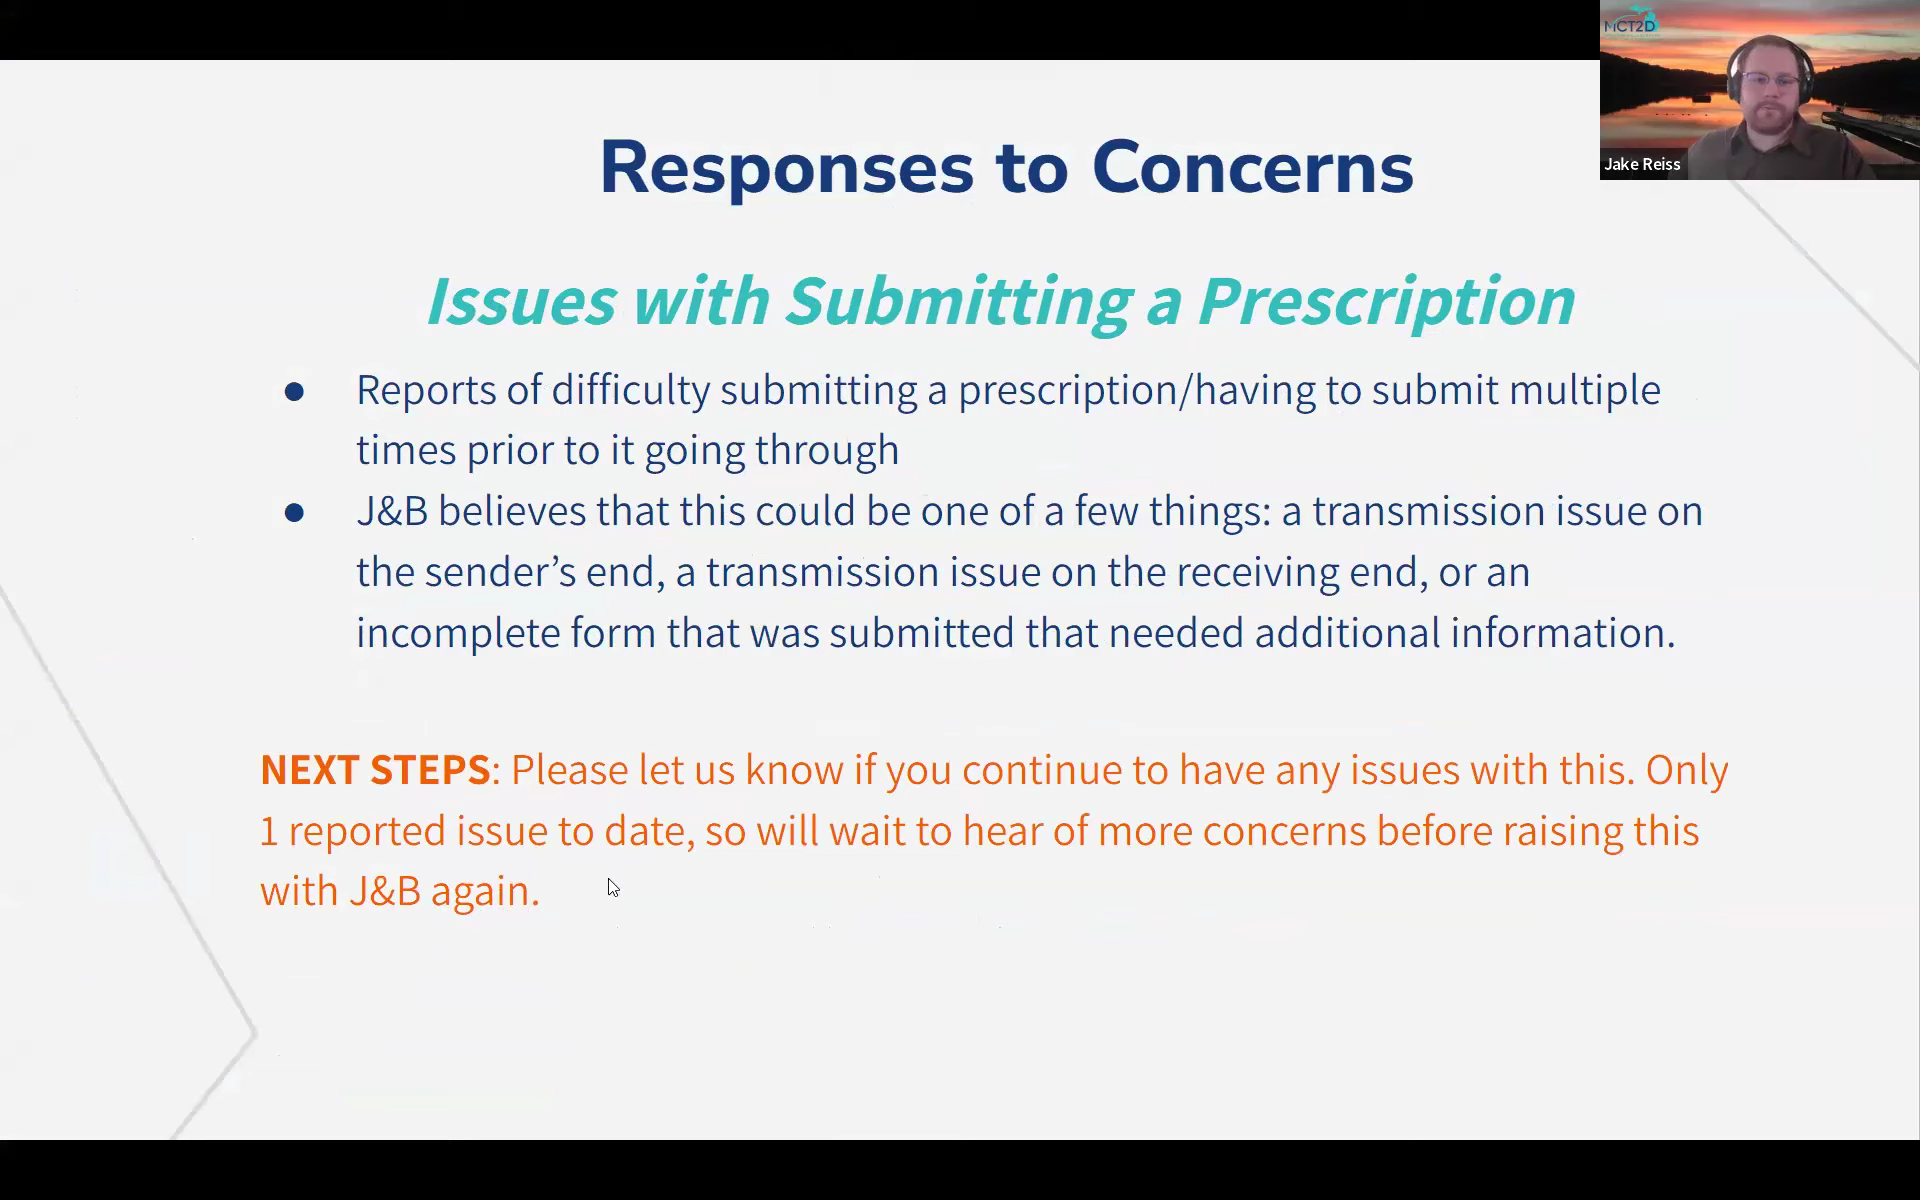 MCT2D
Jake Reiss
Responses to Concerns
Issues with Submitting a Prescription
● Reports of difficulty submitting a prescription/having to submit multiple
times prior to it going through
● J&B believes that this could be one of a few things: a transmission issue on
the sender’s end, a transmission issue on the receiving end, or an
incomplete form that was submitted that needed additional information.
NEXT STEPS: Please let us know if you continue to have any issues with this. Only
1 reported issue to date, so will wait to hear of more concerns before raising this
with J&B again.